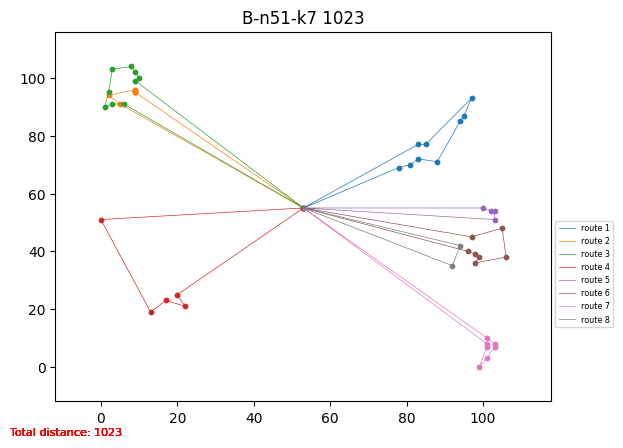 B-n51-k7 1023
100
80
60
40
20
0
0 20 40 60 80 100
route 1
route 2
route 3
route 4
route 5
route 6
route 7
route 8
Total distance: 1023